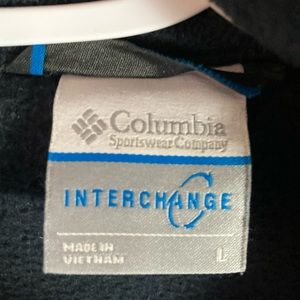 Columbia
Sportswear Company
INTERCHANGE
MADE IN
VIETNAM
L